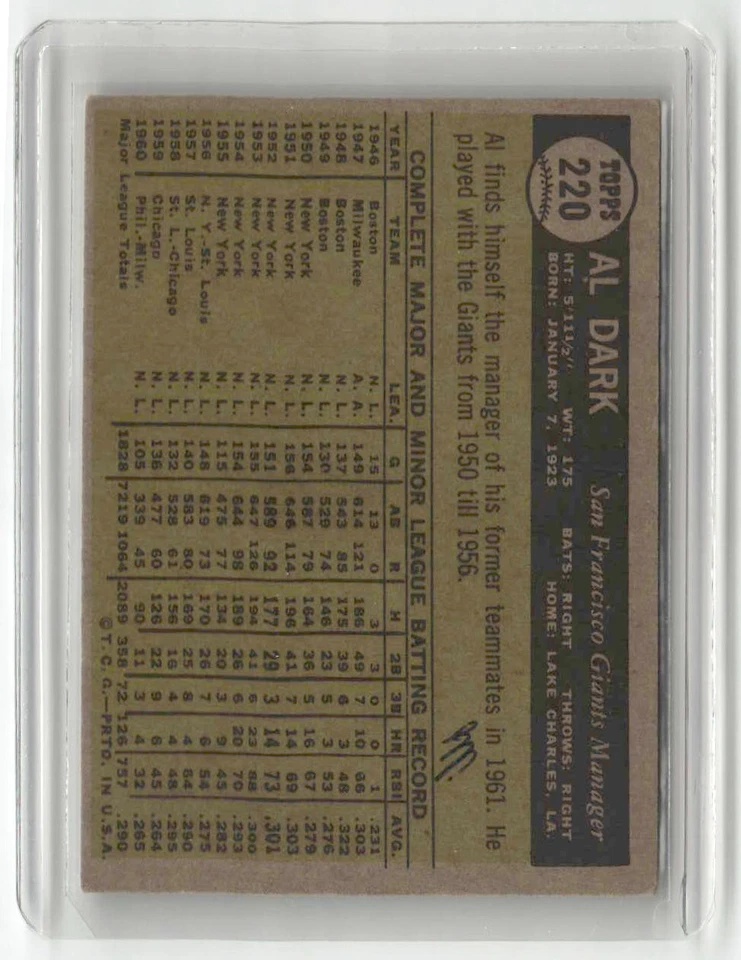 TOPPS
220
AL DARK San Francisco Giants Manager
HT: 5'11½" WT: 175 BATS: RIGHT THROWS: RIGHT
BORN: JANUARY 7, 1923 HOME: LAKE CHARLES, LA.
Al finds himself the manager of his former teammates in 1961. He
played with the Giants from 1950 till 1956.
COMPLETE MAJOR AND MINOR LEAGUE BATTING RECORD
YEAR TEAM LEA. G AB R H 2B 3B HR RBI AVG.
1946 Boston N. L. 15 13 0 3 3 0 0 1 .231
1947 Milwaukee A. A. 149 614 121 186 49 7 10 66 .303
1948 Boston N. L. 137 543 85 175 39 6 3 48 .322
1949 Boston N. L. 130 529 74 146 23 5 3 53 .276
1950 New York N. L. 154 587 79 164 36 5 16 67 .279
1951 New York N. L. 156 646 114 196 41 7 14 69 .303
1952 New York N. L. 151 589 92 177 29 3 14 73 .301
1953 New York N. L. 155 647 126 194 41 6 23 88 .300
1954 New York N. L. 154 644 98 189 26 6 20 70 .293
1955 New York N. L. 115 475 77 134 20 3 9 45 .282
1956 N. Y.-St. Louis N. L. 148 619 73 170 26 7 6 54 .275
1957 St. Louis N. L. 140 583 80 169 25 8 4 64 .290
1958 St. L.-Chicago N. L. 132 528 61 156 16 4 4 48 .295
1959 Chicago N. L. 136 477 60 126 22 9 6 45 .264
1960 Phil.-Milw. N. L. 105 339 45 90 11 3 4 32 .265
Major League Totals 1828 7219 1064 2089 358 72 126 757 .290
©T. C. G.—PRTD. IN U.S.A.